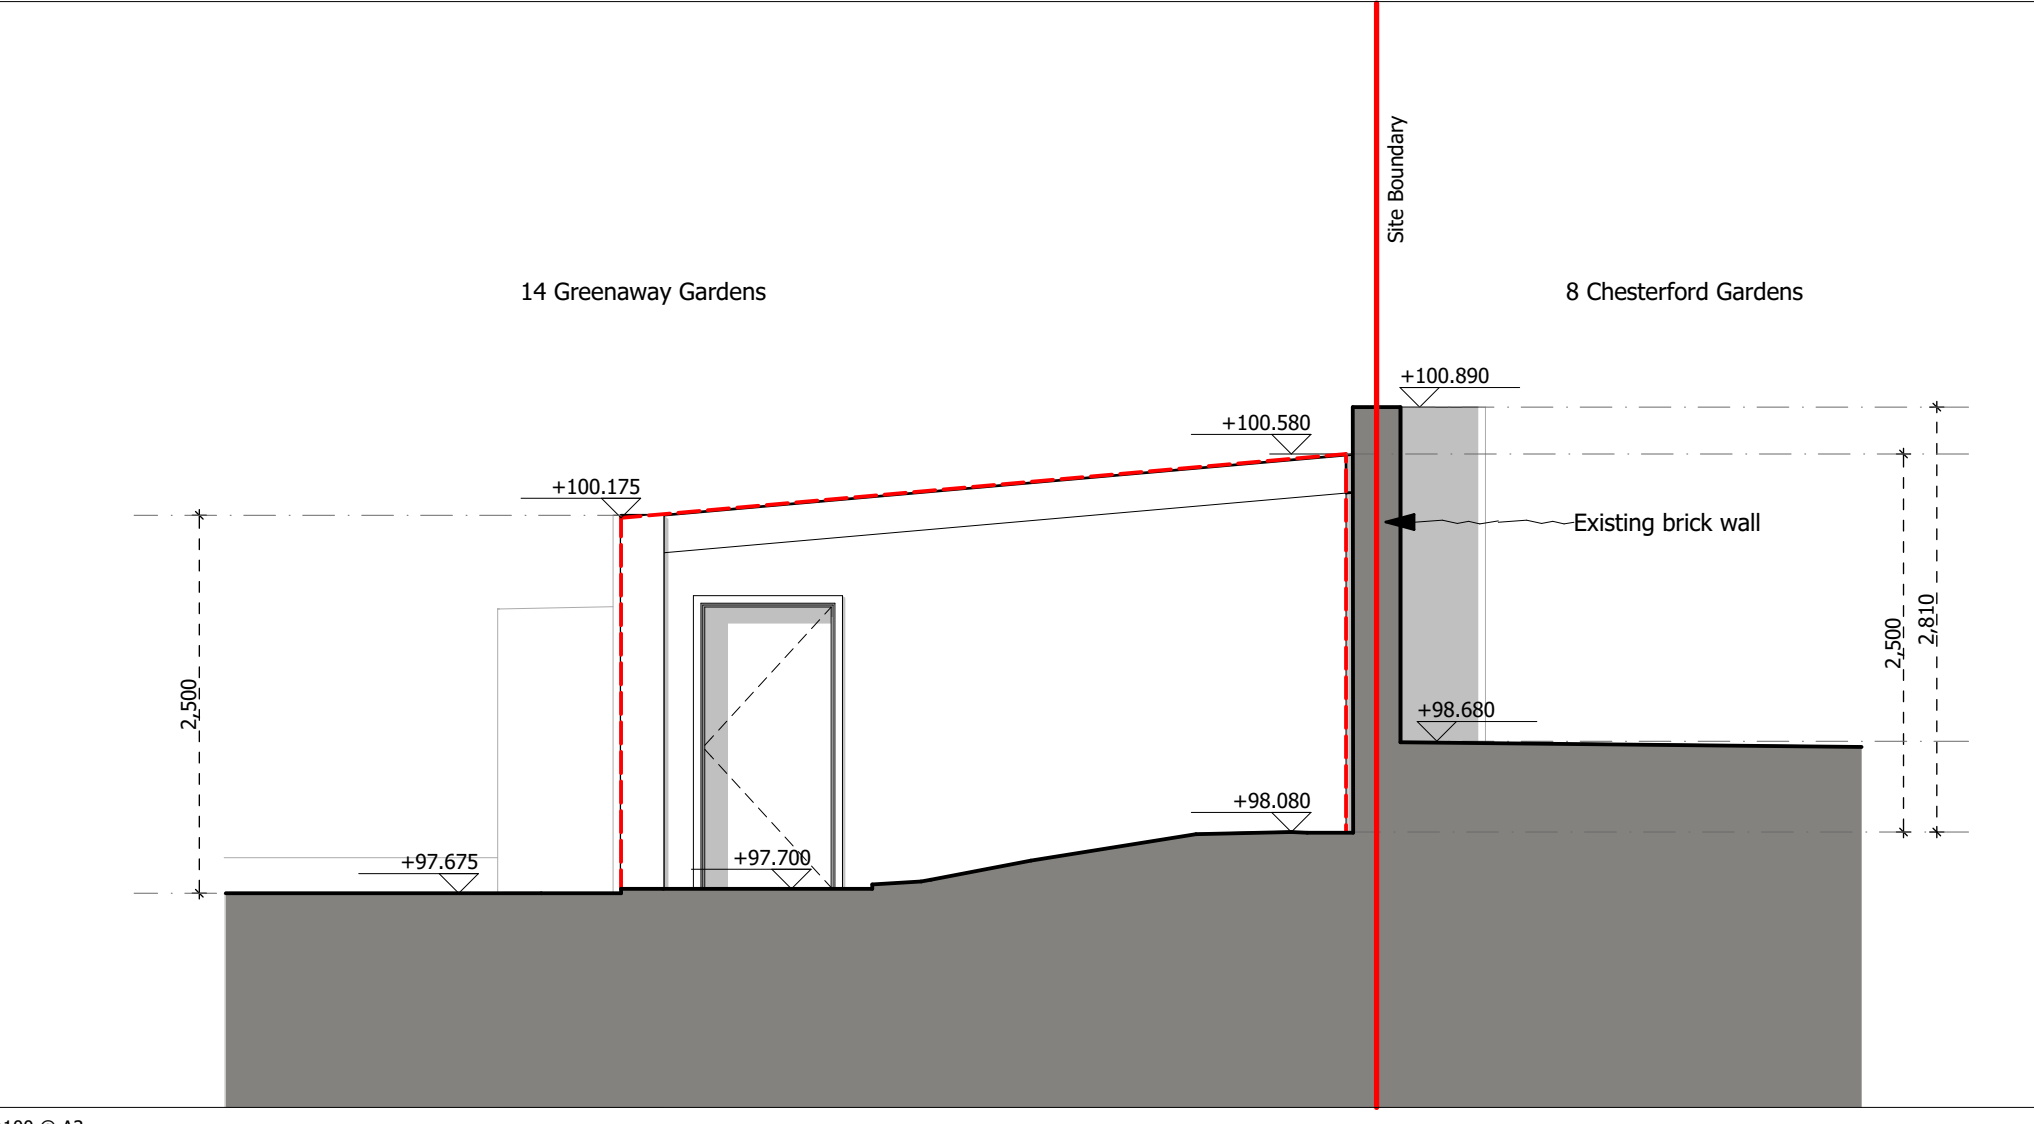 Site Boundary
14 Greenaway Gardens
8 Chesterford Gardens
+100.890
+100.580
+100.175
Existing brick wall
2,500
2,810
2,500
+98.680
+98.080
+97.700
+97.675